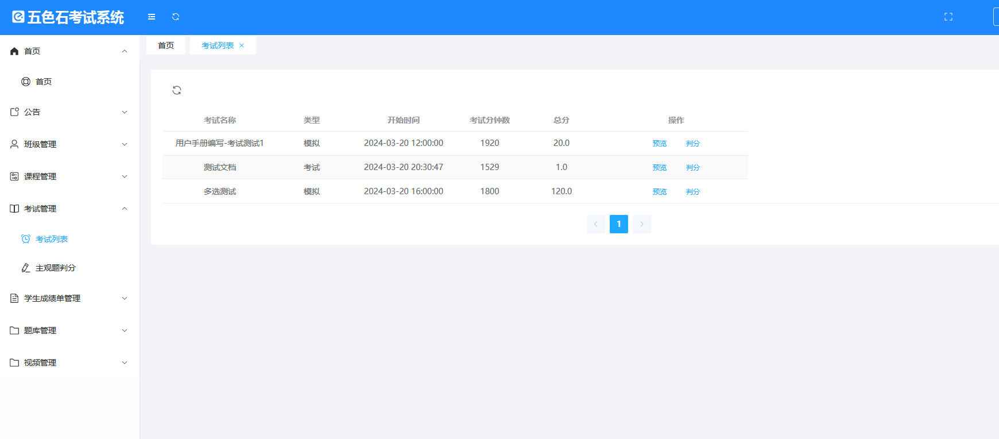 五色石考试系统
首页
首页
公告
班级管理
课程管理
考试管理
考试列表
主观题判分
学生成绩单管理
题库管理
视频管理
首页 考试列表 ×
考试名称 类型 开始时间 考试分钟数 总分 操作
用户手册编写-考试测试1 模拟 2024-03-20 12:00:00 1920 20.0 预览 判分
测试文档 考试 2024-03-20 20:30:47 1529 1.0 预览 判分
多选测试 模拟 2024-03-20 16:00:00 1800 120.0 预览 判分
1